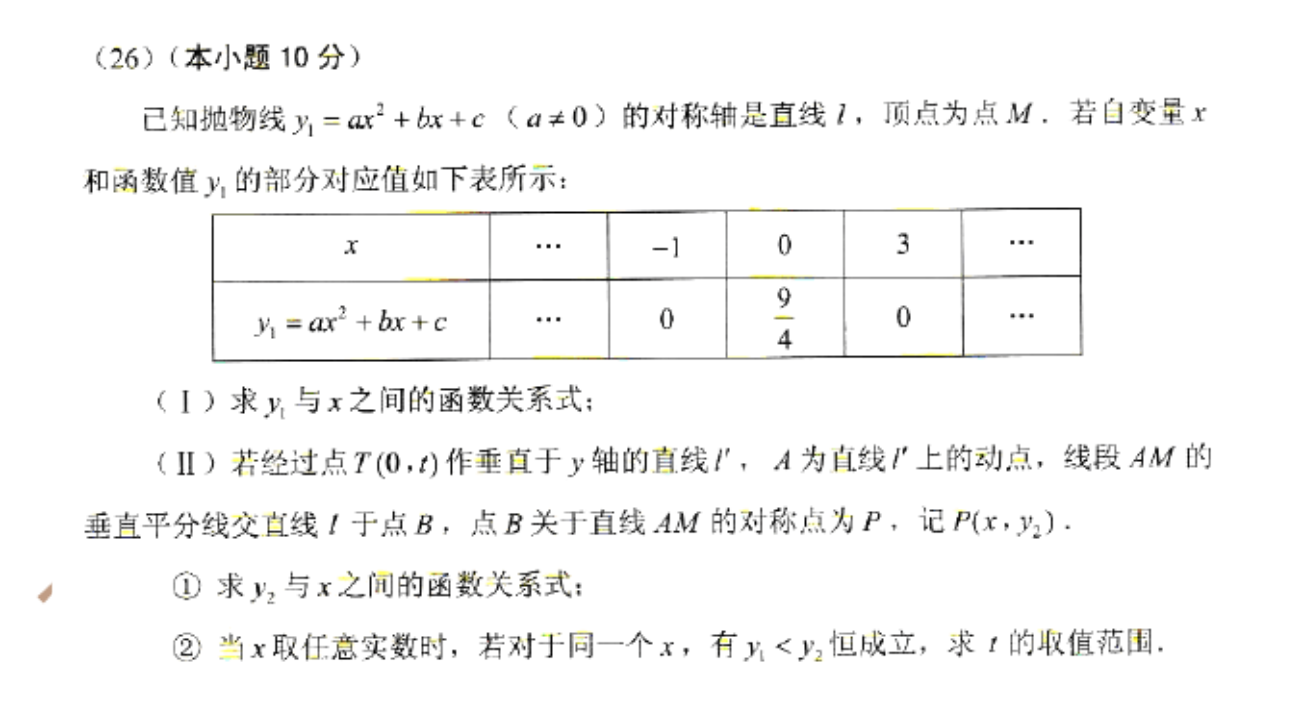 （26）（本小题 10 分）
已知抛物线 y₁ = ax² + bx + c （ a ≠ 0 ）的对称轴是直线 l ，顶点为点 M ．若自变量 x
和函数值 y₁ 的部分对应值如下表所示：
x … −1 0 3 …
y₁ = ax² + bx + c … 0 9/4 0 …
（Ⅰ）求 y₁ 与 x 之间的函数关系式；
（Ⅱ）若经过点 T (0，t) 作垂直于 y 轴的直线 l′ ， A 为直线 l′ 上的动点，线段 AM 的
垂直平分线交直线 l 于点 B ，点 B 关于直线 AM 的对称点为 P ，记 P(x，y₂) ．
① 求 y₂ 与 x 之间的函数关系式；
② 当 x 取任意实数时，若对于同一个 x ，有 y₁ < y₂ 恒成立，求 t 的取值范围．